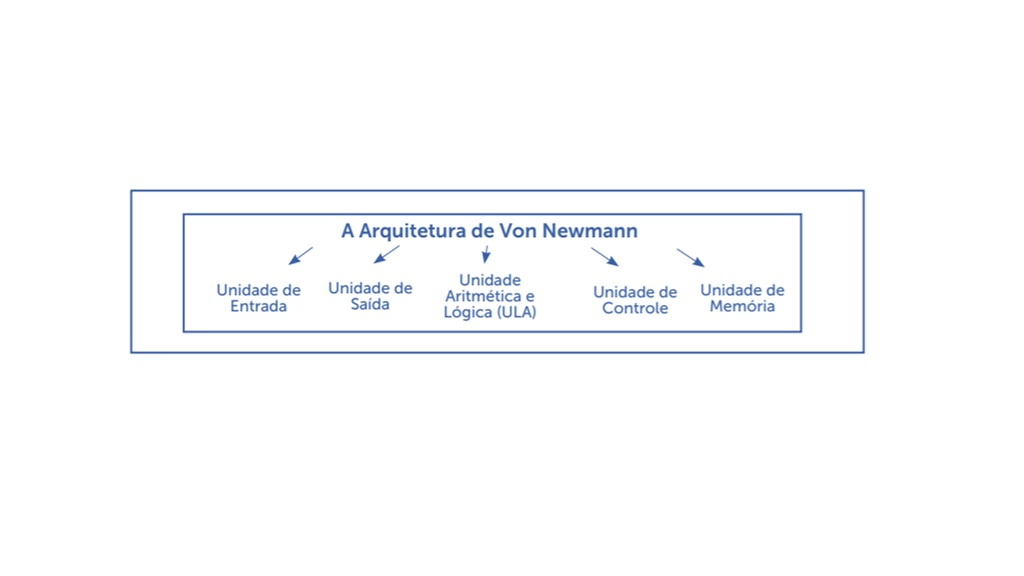 A Arquitetura de Von Newmann
Unidade de
Entrada
Unidade de
Saída
Unidade
Aritmética e
Lógica (ULA)
Unidade de
Controle
Unidade de
Memória